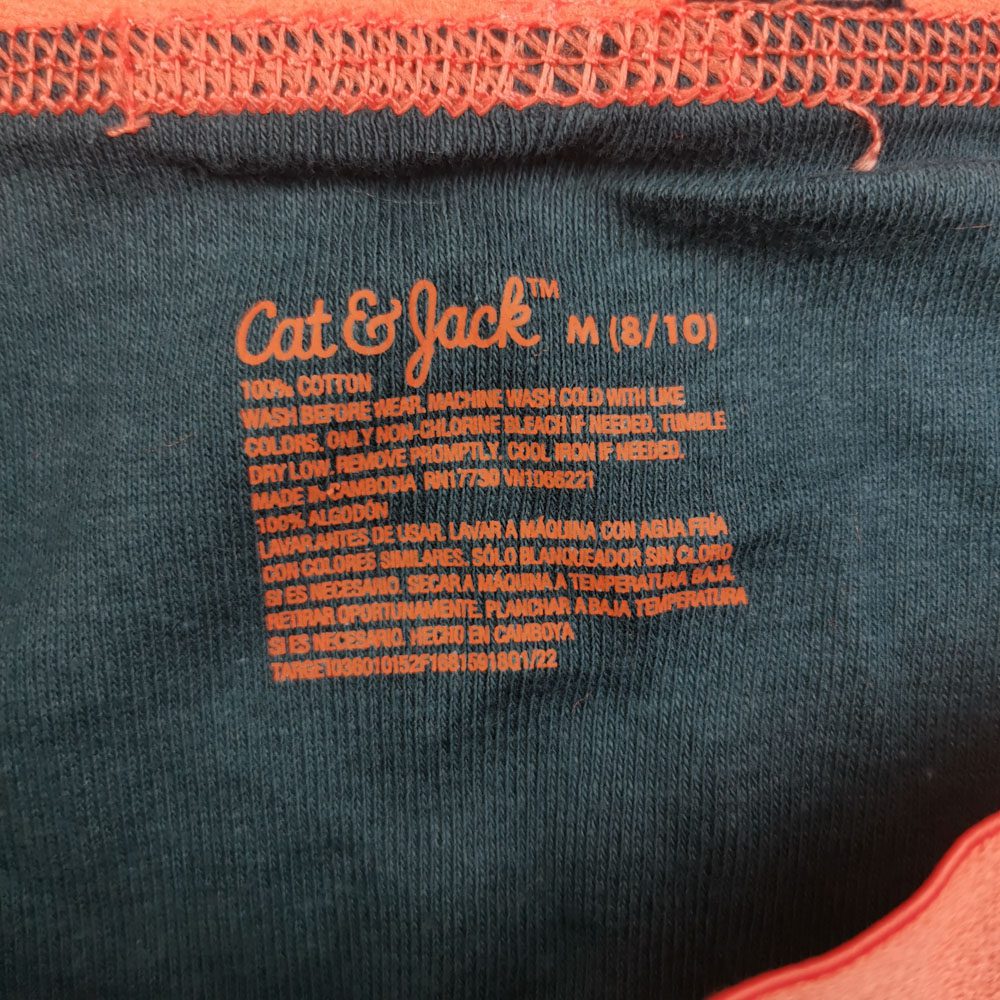 Cat & Jack™ M (8/10)
100% COTTON
WASH BEFORE WEAR. MACHINE WASH COLD WITH LIKE
COLORS. ONLY NON-CHLORINE BLEACH IF NEEDED. TUMBLE
DRY LOW. REMOVE PROMPTLY. COOL IRON IF NEEDED.
MADE IN CAMBODIA RN17730 VN1066221
100% ALGODÓN
LAVAR ANTES DE USAR. LAVAR A MÁQUINA CON AGUA FRÍA
CON COLORES SIMILARES. SÓLO BLANQUEADOR SIN CLORO
SI ES NECESARIO. SECAR A MÁQUINA A TEMPERATURA BAJA.
RETIRAR OPORTUNAMENTE. PLANCHAR A BAJA TEMPERATURA
SI ES NECESARIO. HECHO EN CAMBOYA